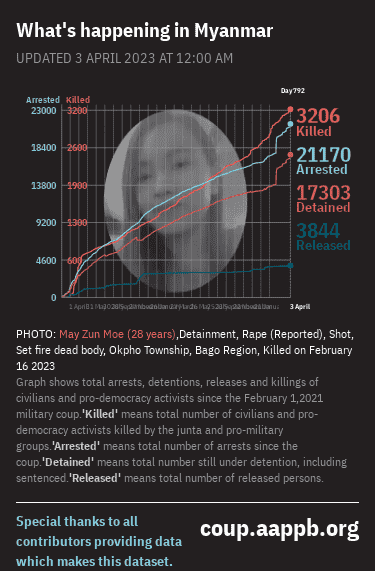 What's happening in Myanmar
UPDATED 3 APRIL 2023 AT 12:00 AM
Day792
Arrested Killed
23000 3200
3206
Killed
18400 2600
21170
Arrested
13800 1900
17303
Detained
9200 1300
3844
Released
4600 600
0
3 April
PHOTO: May Zun Moe (28 years),Detainment, Rape (Reported), Shot,
Set fire dead body, Okpho Township, Bago Region, Killed on February
16 2023
Graph shows total arrests, detentions, releases and killings of
civilians and pro-democracy activists since the February 1,2021
military coup.'Killed' means total number of civilians and pro-
democracy activists killed by the junta and pro-military
groups.'Arrested' means total number of arrests since the
coup.'Detained' means total number still under detention, including
sentenced.'Released' means total number of released persons.
Special thanks to all
contributors providing data
which makes this dataset.
coup.aappb.org